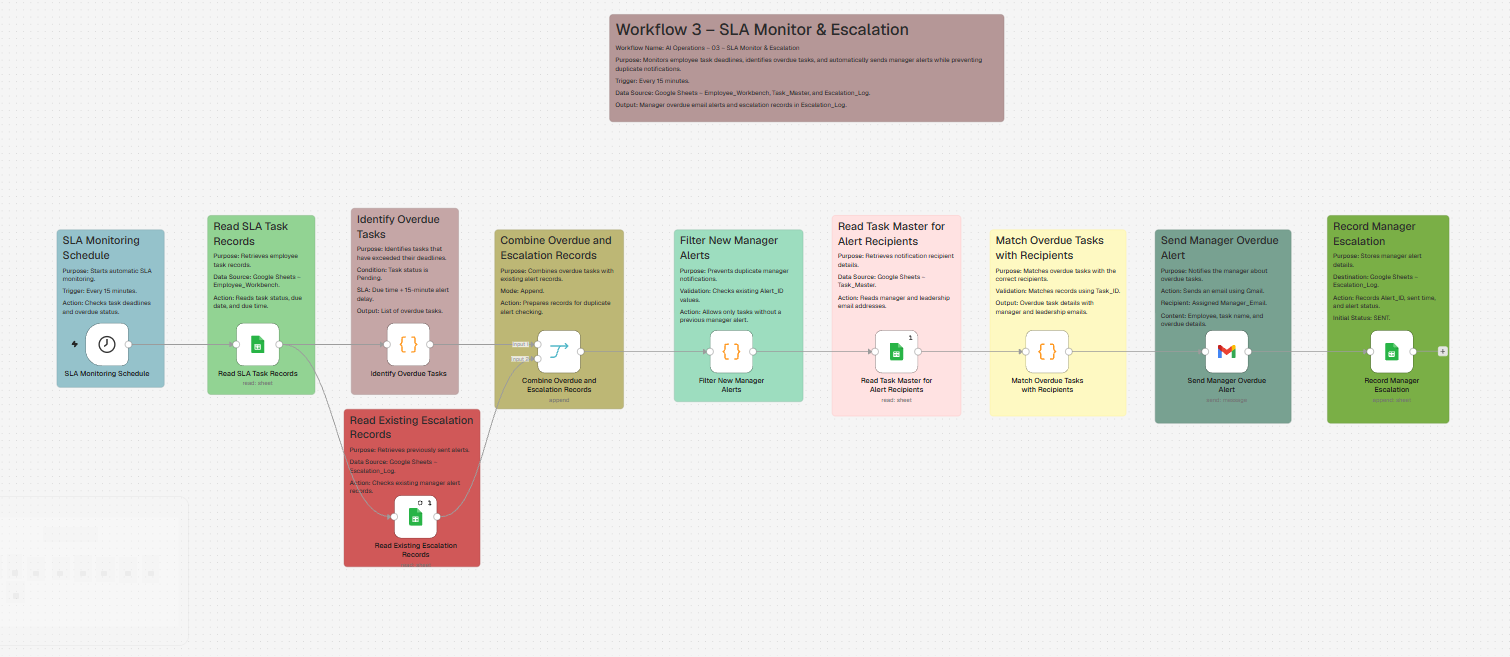 Workflow 3 – SLA Monitor & Escalation
Workflow Name: AI Operations – 03 – SLA Monitor & Escalation
Purpose: Monitors employee task deadlines, identifies overdue tasks, and automatically sends manager alerts while preventing
duplicate notifications.
Trigger: Every 15 minutes.
Data Source: Google Sheets – Employee_Workbench, Task_Master, and Escalation_Log.
Output: Manager overdue email alerts and escalation records in Escalation_Log.
SLA Monitoring
Schedule
Purpose: Starts automatic SLA
monitoring.
Trigger: Every 15 minutes.
Action: Checks task deadlines
and overdue status.
SLA Monitoring Schedule
Read SLA Task
Records
Purpose: Retrieves employee
task records.
Data Source: Google Sheets –
Employee_Workbench.
Action: Reads task status, due
date, and due time.
Read SLA Task Records
read: sheet
Identify Overdue
Tasks
Purpose: Identifies tasks that
have exceeded their deadlines.
Condition: Task status is
Pending.
SLA: Due time + 15-minute alert
delay.
Output: List of overdue tasks.
Identify Overdue Tasks
Read Existing Escalation
Records
Purpose: Retrieves previously sent alerts.
Data Source: Google Sheets –
Escalation_Log.
Action: Checks existing manager alert
records.
1
Read Existing Escalation
Records
Combine Overdue and
Escalation Records
Purpose: Combines overdue tasks with
existing alert records.
Mode: Append.
Action: Prepares records for duplicate
alert checking.
Input 1
Input 2
Combine Overdue and
Escalation Records
append
Filter New Manager
Alerts
Purpose: Prevents duplicate manager
notifications.
Validation: Checks existing Alert_ID
values.
Action: Allows only tasks without a
previous manager alert.
Filter New Manager
Alerts
Read Task Master for
Alert Recipients
Purpose: Retrieves notification recipient
details.
Data Source: Google Sheets –
Task_Master.
Action: Reads manager and leadership
email addresses.
1
Read Task Master for
Alert Recipients
read: sheet
Match Overdue Tasks
with Recipients
Purpose: Matches overdue tasks with the
correct recipients.
Validation: Matches records using Task_ID.
Output: Overdue task details with
manager and leadership emails.
Match Overdue Tasks
with Recipients
Send Manager Overdue
Alert
Purpose: Notifies the manager about
overdue tasks.
Action: Sends an email using Gmail.
Recipient: Assigned Manager_Email.
Content: Employee, task name, and
overdue details.
Send Manager Overdue
Alert
send: message
Record Manager
Escalation
Purpose: Stores manager alert
details.
Destination: Google Sheets –
Escalation_Log.
Action: Records Alert_ID, sent time,
and alert status.
Initial Status: SENT.
Record Manager
Escalation
append: sheet